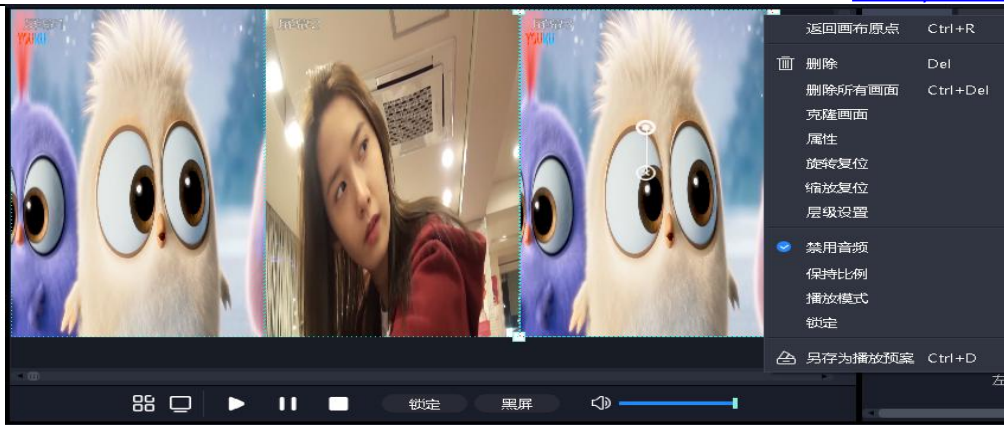 YOUKU
返回画布原点 Ctrl+R
删除 Del
删除所有画面 Ctrl+Del
克隆画面
属性
旋转复位
缩放复位
层级设置
禁用音频
保持比例
播放模式
锁定
另存为播放预案 Ctrl+D
左
锁定 黑屏